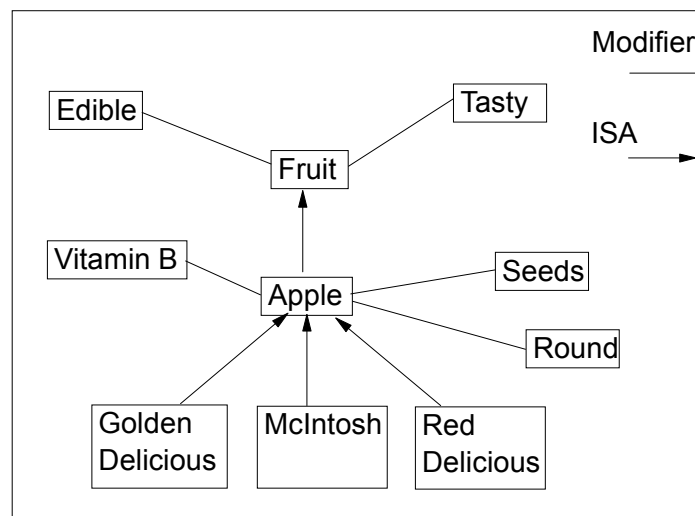 Modifier
Edible
Tasty
ISA
Fruit
Vitamin B
Seeds
Apple
Round
Golden
Delicious
McIntosh
Red
Delicious